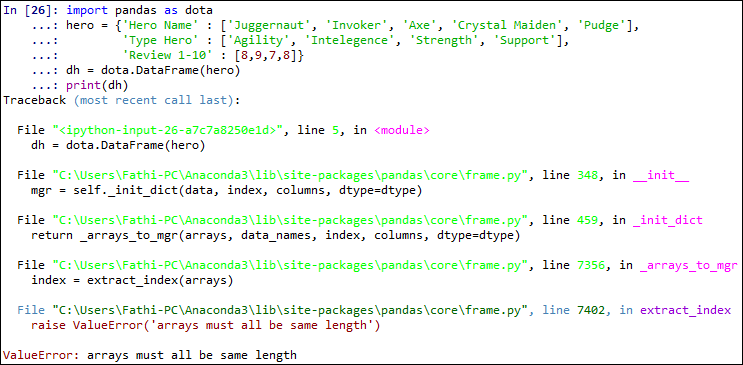 In [26]: import pandas as dota
    ...: hero = {'Hero Name' : ['Juggernaut', 'Invoker', 'Axe', 'Crystal Maiden', 'Pudge'],
    ...:         'Type Hero' : ['Agility', 'Intelegence', 'Strength', 'Support'],
    ...:         'Review 1-10' : [8,9,7,8]}
    ...: dh = dota.DataFrame(hero)
    ...: print(dh)
Traceback (most recent call last):
  File "<ipython-input-26-a7c7a8250e1d>", line 5, in <module>
    dh = dota.DataFrame(hero)
  File "C:\Users\Fathi-PC\Anaconda3\lib\site-packages\pandas\core\frame.py", line 348, in __init__
    mgr = self._init_dict(data, index, columns, dtype=dtype)
  File "C:\Users\Fathi-PC\Anaconda3\lib\site-packages\pandas\core\frame.py", line 459, in _init_dict
    return _arrays_to_mgr(arrays, data_names, index, columns, dtype=dtype)
  File "C:\Users\Fathi-PC\Anaconda3\lib\site-packages\pandas\core\frame.py", line 7356, in _arrays_to_mgr
    index = extract_index(arrays)
  File "C:\Users\Fathi-PC\Anaconda3\lib\site-packages\pandas\core\frame.py", line 7402, in extract_index
    raise ValueError('arrays must all be same length')
ValueError: arrays must all be same length